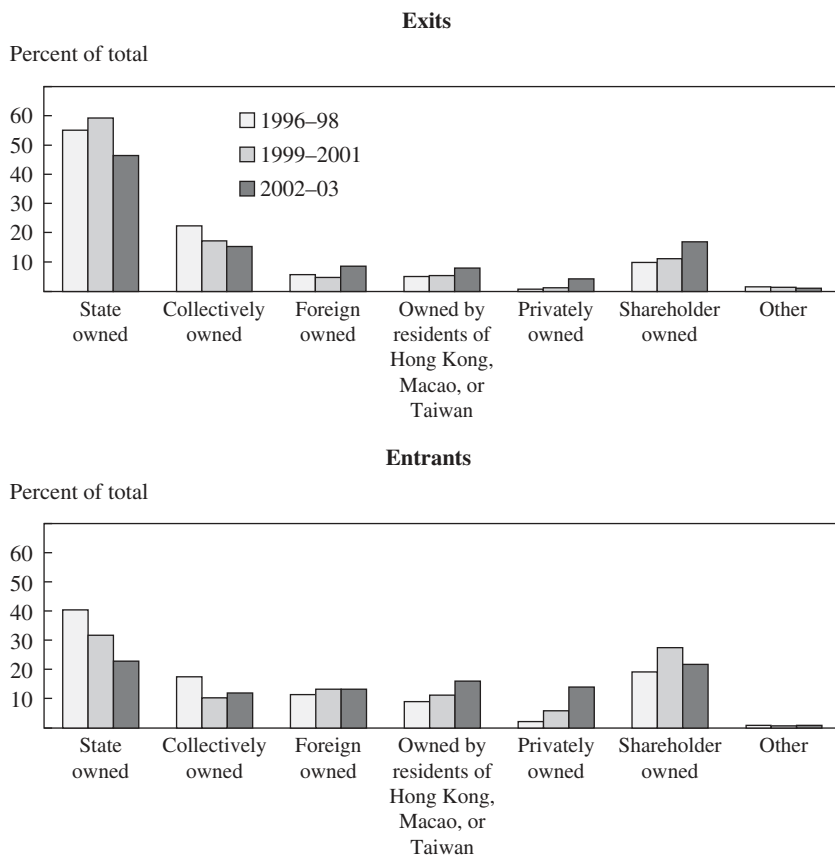 Exits
Percent of total
60
50
40
30
20
10
1996–98
1999–2001
2002–03
State
owned
Collectively
owned
Foreign
owned
Owned by
residents of
Hong Kong,
Macao, or
Taiwan
Privately
owned
Shareholder
owned
Other
Entrants
Percent of total
60
50
40
30
20
10
State
owned
Collectively
owned
Foreign
owned
Owned by
residents of
Hong Kong,
Macao, or
Taiwan
Privately
owned
Shareholder
owned
Other